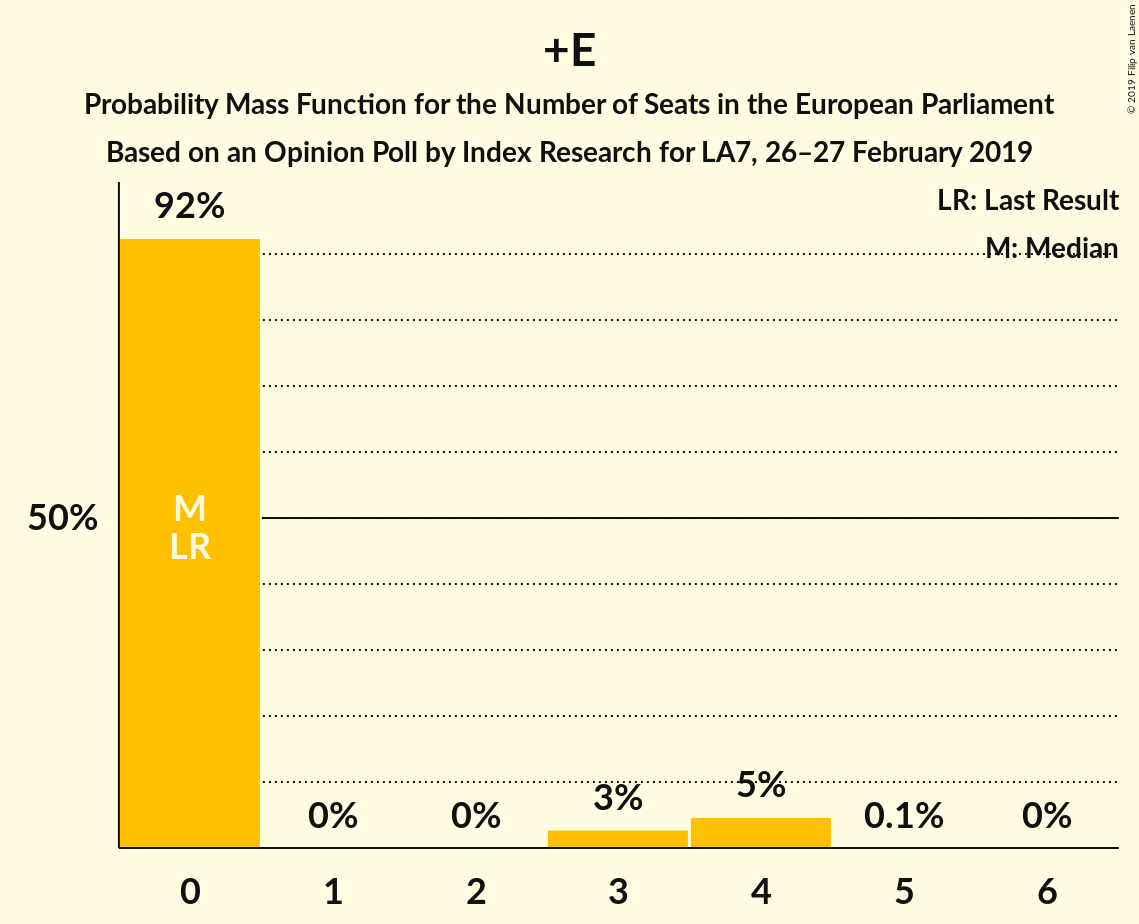 +E
Probability Mass Function for the Number of Seats in the European Parliament
Based on an Opinion Poll by Index Research for LA7, 26–27 February 2019
© 2019 Filip van Laenen
LR: Last Result
M: Median
92%
M
LR
50%
0%
0%
3%
5%
0.1%
0%
0
1
2
3
4
5
6